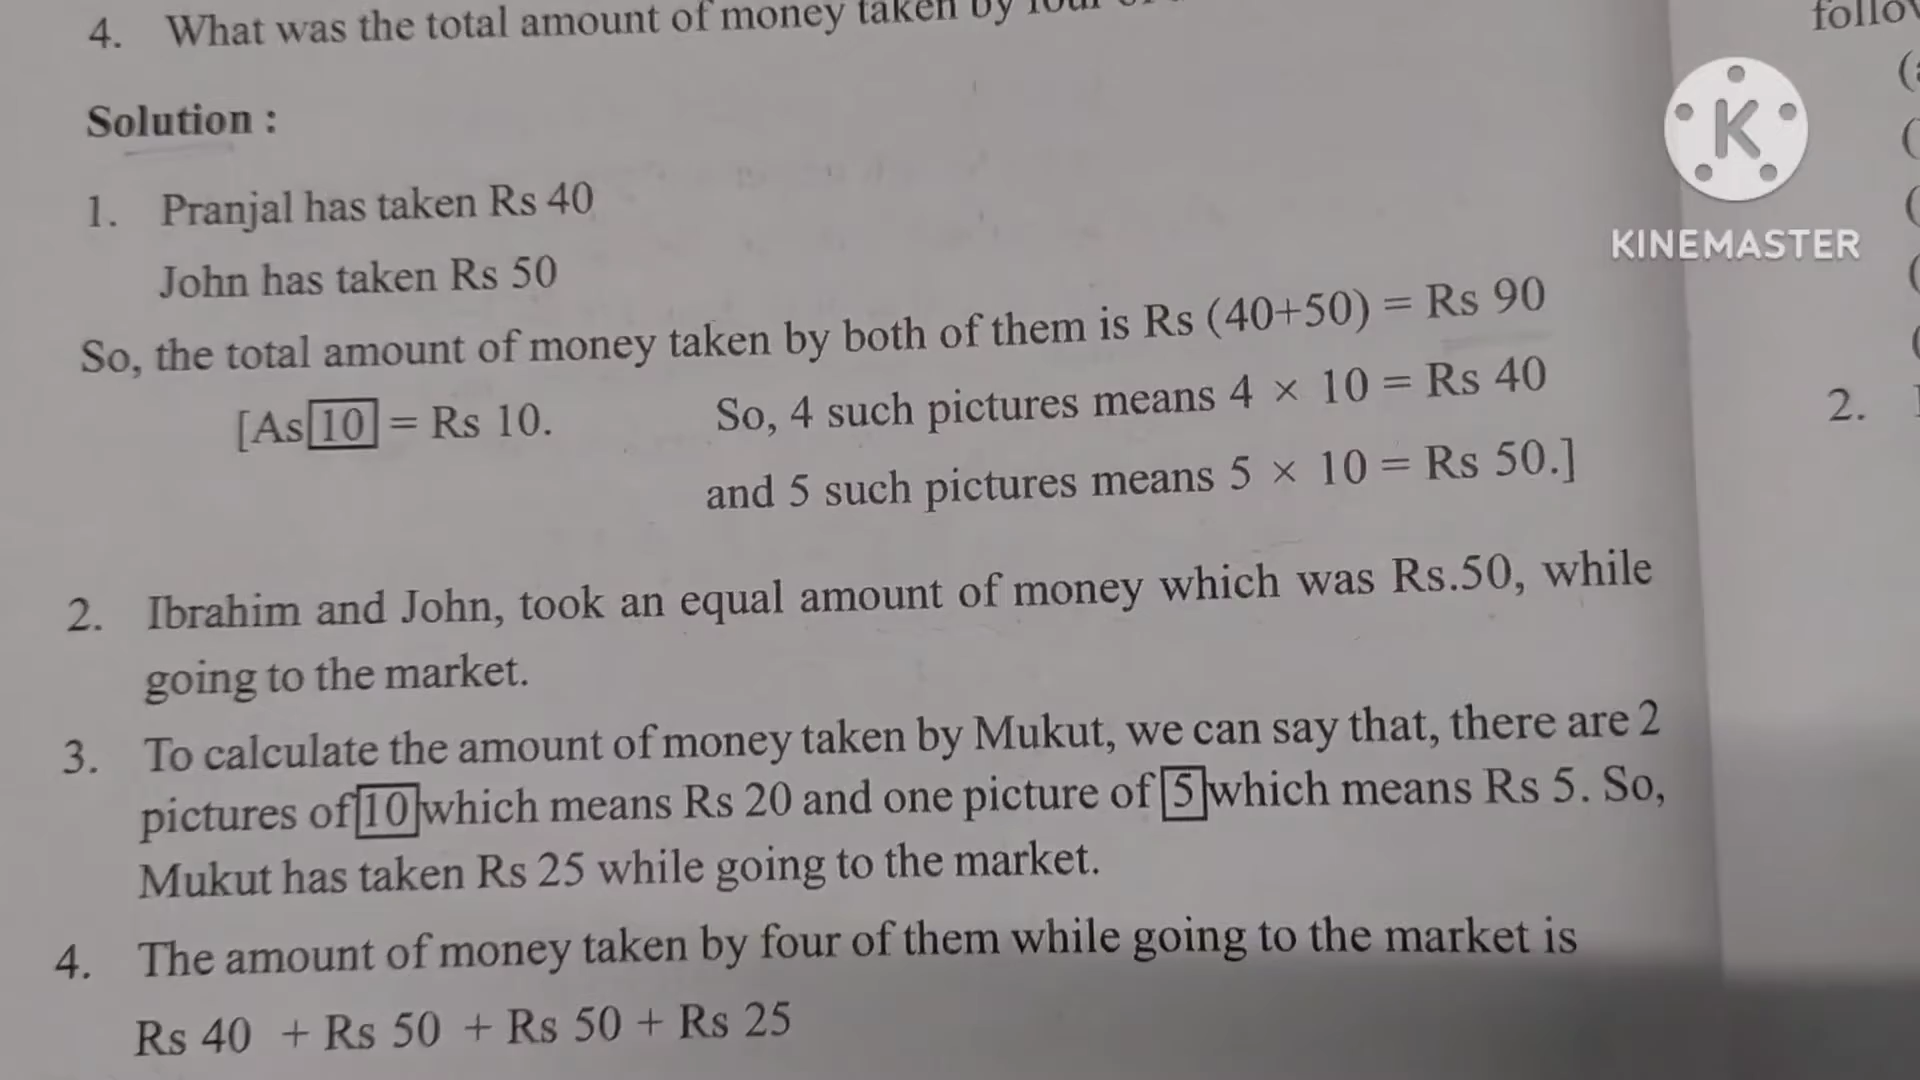 4. What was the total amount of money taken by four of
follow
Solution :
1. Pranjal has taken Rs 40
John has taken Rs 50
So, the total amount of money taken by both of them is Rs (40+50) = Rs 90
[As 10 = Rs 10. So, 4 such pictures means 4 × 10 = Rs 40
and 5 such pictures means 5 × 10 = Rs 50.]
2. Ibrahim and John, took an equal amount of money which was Rs.50, while
going to the market.
3. To calculate the amount of money taken by Mukut, we can say that, there are 2
pictures of 10 which means Rs 20 and one picture of 5 which means Rs 5. So,
Mukut has taken Rs 25 while going to the market.
4. The amount of money taken by four of them while going to the market is
Rs 40 + Rs 50 + Rs 50 + Rs 25
K
KINEMASTER
2.